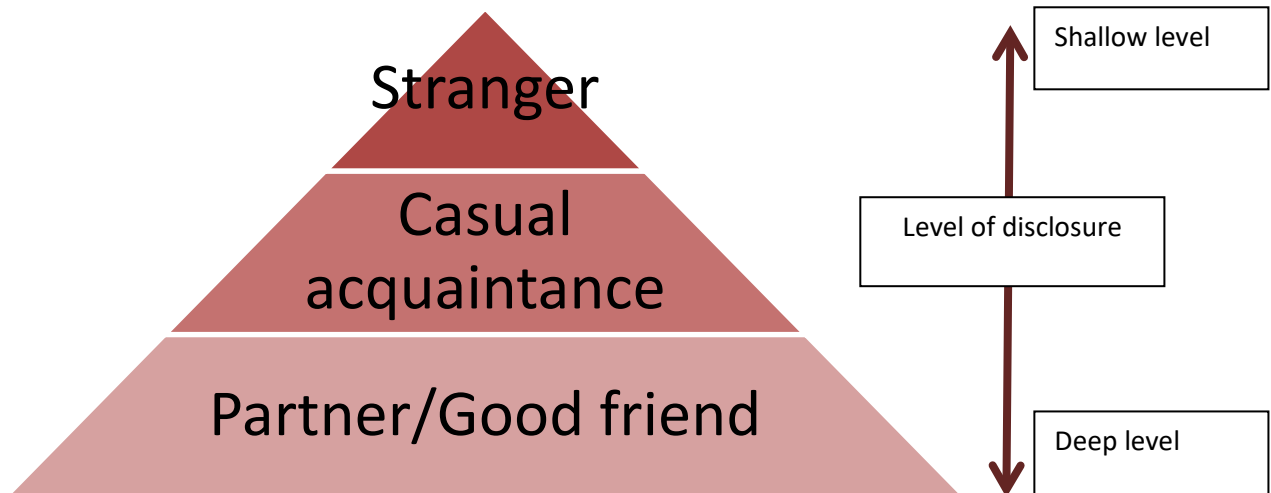 Stranger
Casual
acquaintance
Partner/Good friend
Shallow level
Level of disclosure
Deep level